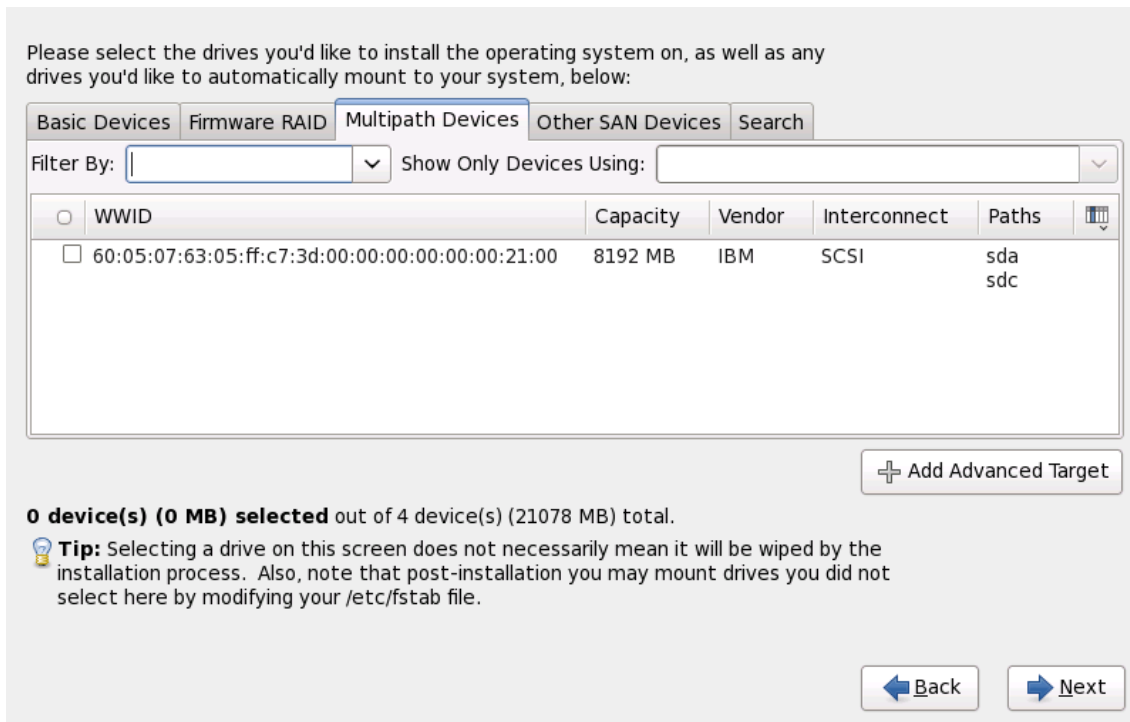 Please select the drives you'd like to install the operating system on, as well as any
drives you'd like to automatically mount to your system, below:
Basic Devices Firmware RAID Multipath Devices Other SAN Devices Search
Filter By: Show Only Devices Using:
WWID Capacity Vendor Interconnect Paths
60:05:07:63:05:ff:c7:3d:00:00:00:00:00:00:21:00 8192 MB IBM SCSI sda
sdc
Add Advanced Target
0 device(s) (0 MB) selected out of 4 device(s) (21078 MB) total.
Tip: Selecting a drive on this screen does not necessarily mean it will be wiped by the
installation process.  Also, note that post-installation you may mount drives you did not
select here by modifying your /etc/fstab file.
Back Next